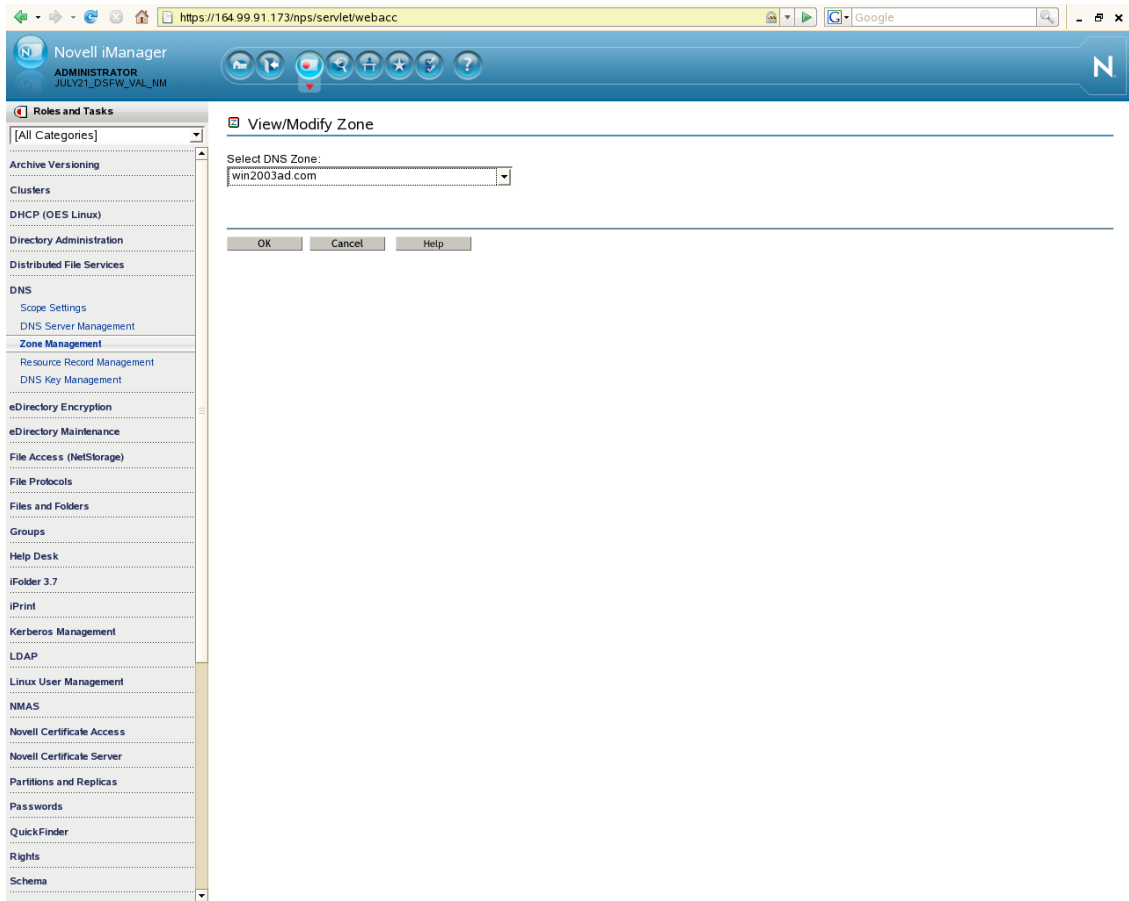 https://164.99.91.173/nps/servlet/webacc
G
Google
N
Novell iManager
ADMINISTRATOR
JULY21_DSFW_VAL_NM
?
N
Roles and Tasks
[All Categories]
Archive Versioning
Clusters
DHCP (OES Linux)
Directory Administration
Distributed File Services
DNS
Scope Settings
DNS Server Management
Zone Management
Resource Record Management
DNS Key Management
eDirectory Encryption
eDirectory Maintenance
File Access (NetStorage)
File Protocols
Files and Folders
Groups
Help Desk
iFolder 3.7
iPrint
Kerberos Management
LDAP
Linux User Management
NMAS
Novell Certificate Access
Novell Certificate Server
Partitions and Replicas
Passwords
QuickFinder
Rights
Schema
View/Modify Zone
Select DNS Zone:
win2003ad.com
OK Cancel Help